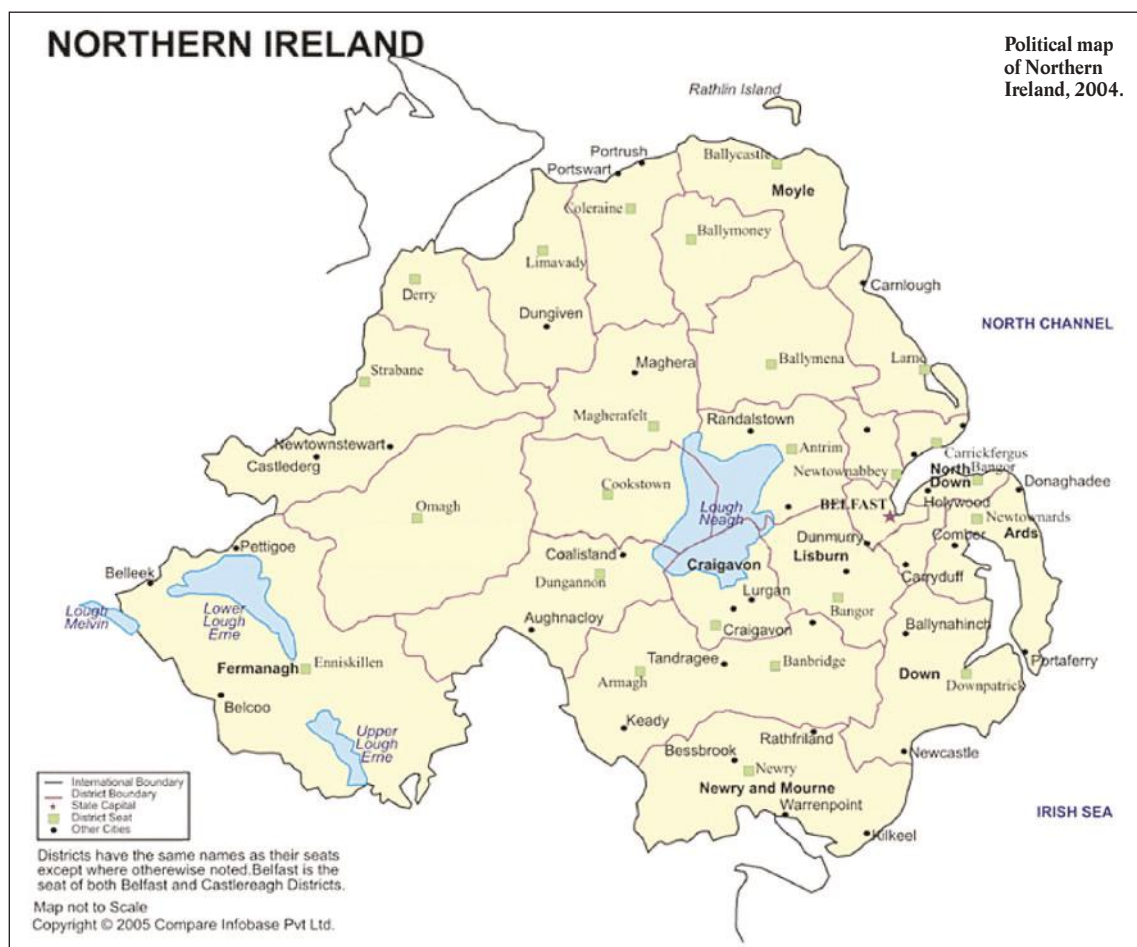 NORTHERN IRELAND
Political map
of Northern
Ireland, 2004.
Rathlin Island
Portrush
Portswart
Ballycastle
Moyle
Coleraine
Ballymoney
Limavady
Derry
Carnlough
Dungiven
NORTH CHANNEL
Strabane
Maghera
Ballymena
Larne
Magherafelt
Randalstown
Newtownstewart
Castlederg
Antrim
Carrickfergus
Newtownabbey
North
Down
Bangor
Cookstown
Lough
Neagh
BELFAST
Holywood
Donaghadee
Omagh
Newtownards
Ards
Pettigoe
Coalisland
Dunmurry
Comber
Lisburn
Belleek
Dungannon
Craigavon
Carryduff
Lough
Melvin
Lower
Lough
Erne
Lurgan
Bangor
Aughnacloy
Craigavon
Ballynahinch
Fermanagh
Enniskillen
Tandragee
Banbridge
Portaferry
Armagh
Down
Downpatrick
Belcoo
Keady
Upper
Lough
Erne
Rathfriland
Bessbrook
Newcastle
Newry
Newry and Mourne
Warrenpoint
IRISH SEA
Kilkeel
International Boundary
District Boundary
State Capital
District Seat
Other Cities
Districts have the same names as their seats
except where otherwise noted.Belfast is the
seat of both Belfast and Castlereagh Districts.
Map not to Scale
Copyright © 2005 Compare Infobase Pvt Ltd.